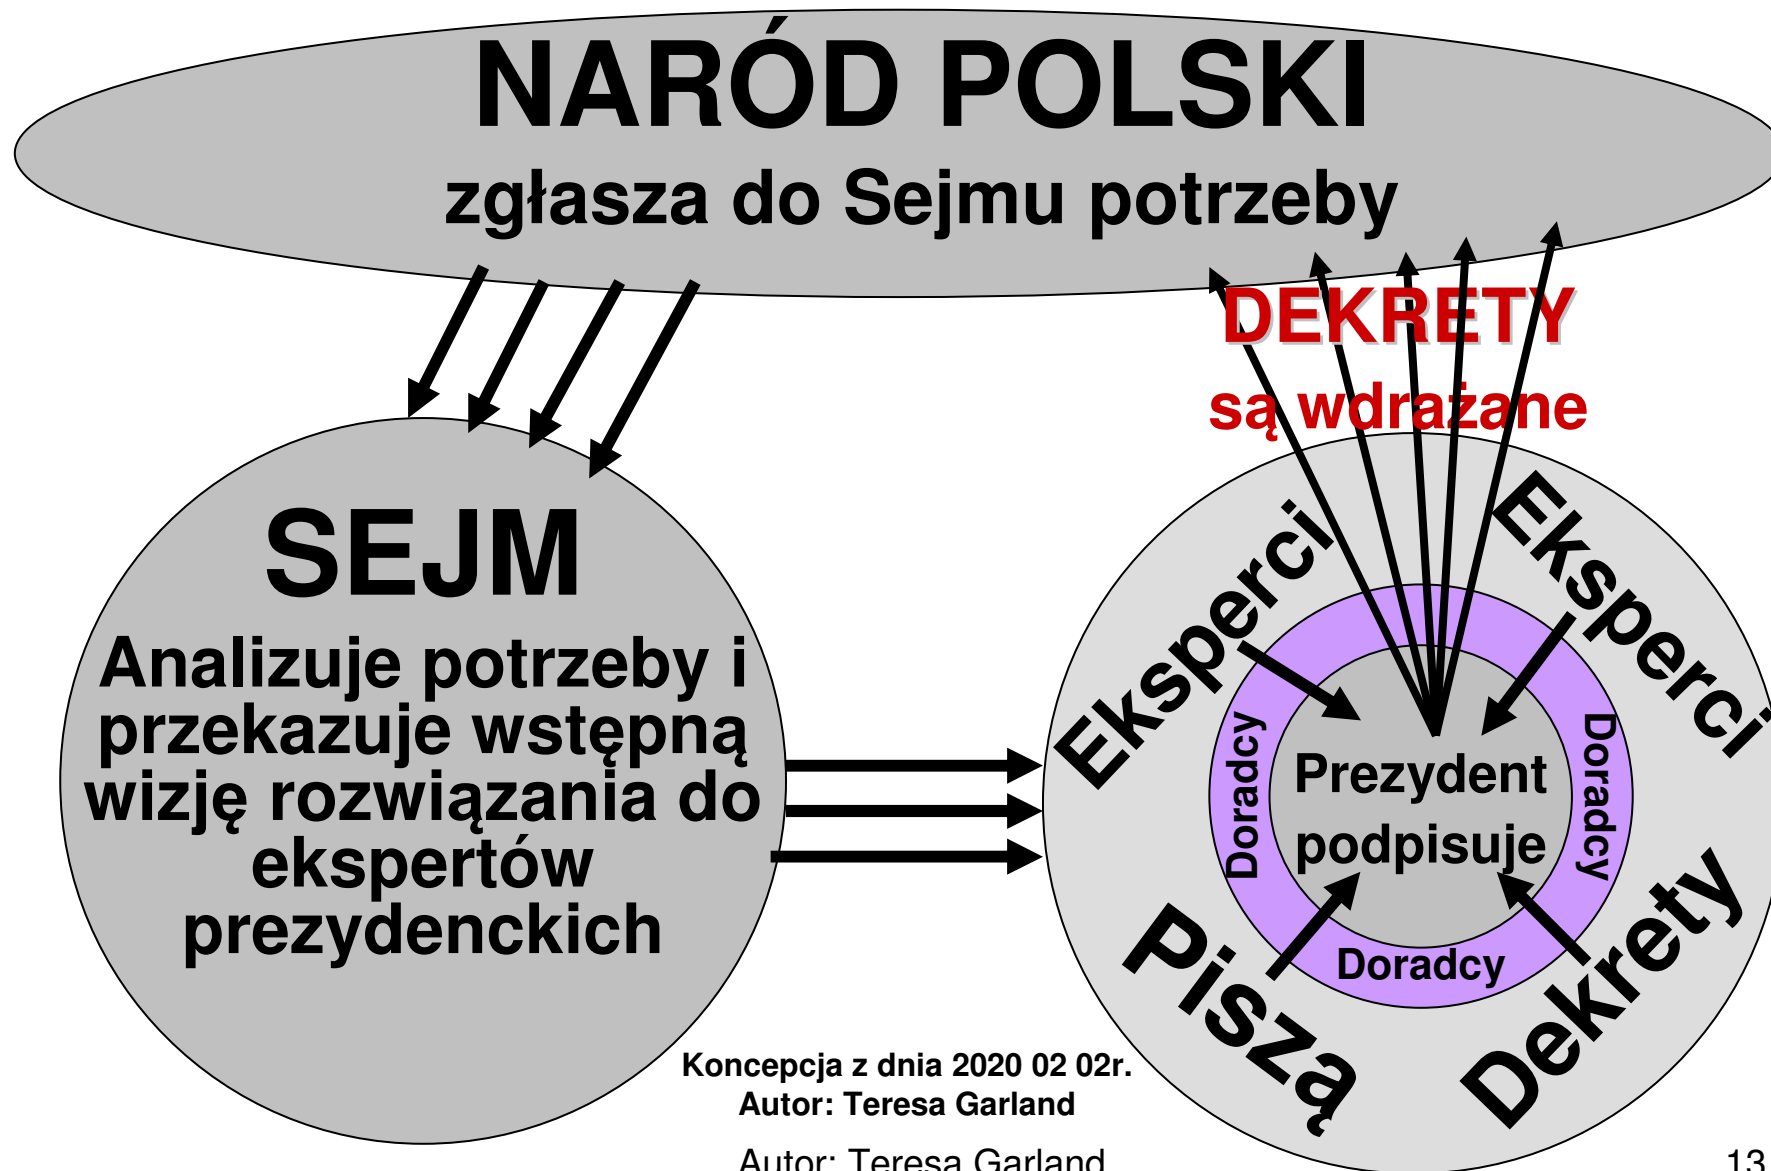 NARÓD POLSKI
zgłasza do Sejmu potrzeby
DEKRETY
są wdrażane
SEJM
Analizuje potrzeby i
przekazuje wstępną
wizję rozwiązania do
ekspertów
prezydenckich
Eksperci
Eksperci
Doradcy
Prezydent
podpisuje
Doradcy
Doradcy
Piszą
Dekrety
Koncepcja z dnia 2020 02 02r.
Autor: Teresa Garland
Autor: Teresa Garland
13